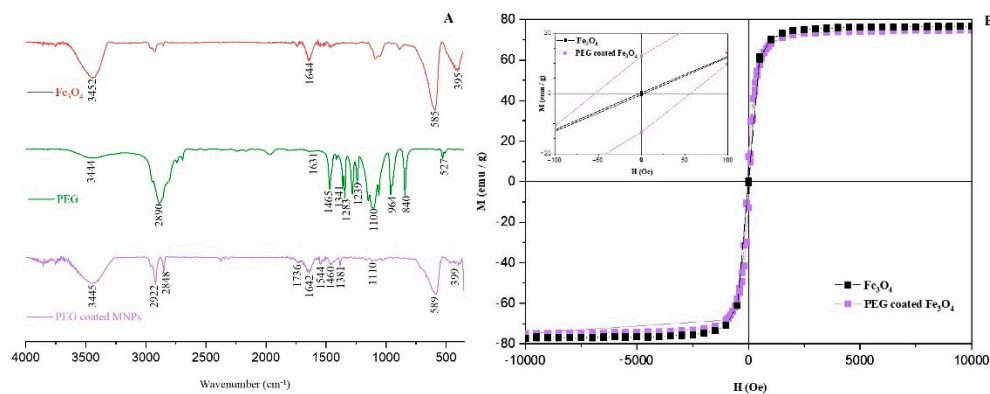 A
3452
1644
585
395
Fe3O4
3444
2890
1631
1465
1341
1283
1239
1100
964
840
527
PEG
3445
2922
2848
1736
1642
1544
1460
1381
1110
589
399
PEG coated MNPs
4000 3500 3000 2500 2000 1500 1000 500
Wavenumber (cm-1)
B
80
60
40
20
0
-20
-40
-60
-80
M (emu / g)
-10000 -5000 0 5000 10000
H (Oe)
Fe3O4
PEG coated Fe3O4
20
0
-20
M (emu / g)
-100 -50 0 50 100
H (Oe)
Fe3O4
PEG coated Fe3O4